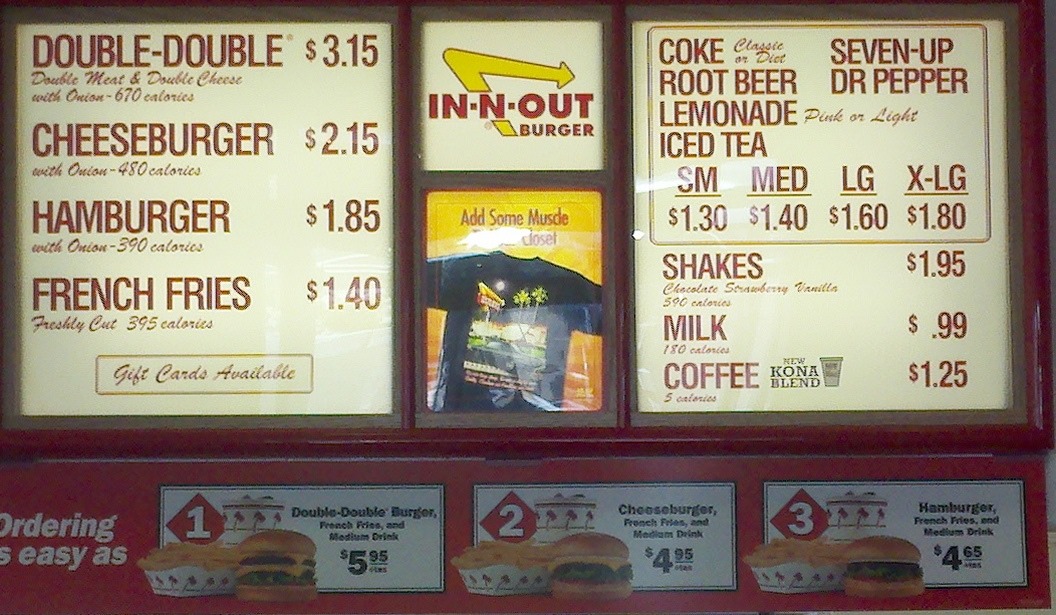 DOUBLE-DOUBLE® $3.15
Double Meat & Double Cheese
with Onion-670 calories
CHEESEBURGER $2.15
with Onion-480 calories
HAMBURGER $1.85
with Onion-390 calories
FRENCH FRIES $1.40
Freshly Cut 395 calories
Gift Cards Available
IN-N-OUT
® BURGER
Add Some Muscle
Closet
COKE Classic or Diet SEVEN-UP
ROOT BEER DR PEPPER
LEMONADE Pink or Light
ICED TEA
SM MED LG X-LG
$1.30 $1.40 $1.60 $1.80
SHAKES $1.95
Chocolate Strawberry Vanilla
590 calories
MILK $ .99
180 calories
COFFEE NEW KONA BLEND $1.25
5 calories
Ordering
s easy as
1
Double-Double® Burger,
French Fries, and
Medium Drink
$5.95
+tax
2
Cheeseburger,
French Fries, and
Medium Drink
$4.95
+tax
3
Hamburger,
French Fries, and
Medium Drink
$4.65
+tax